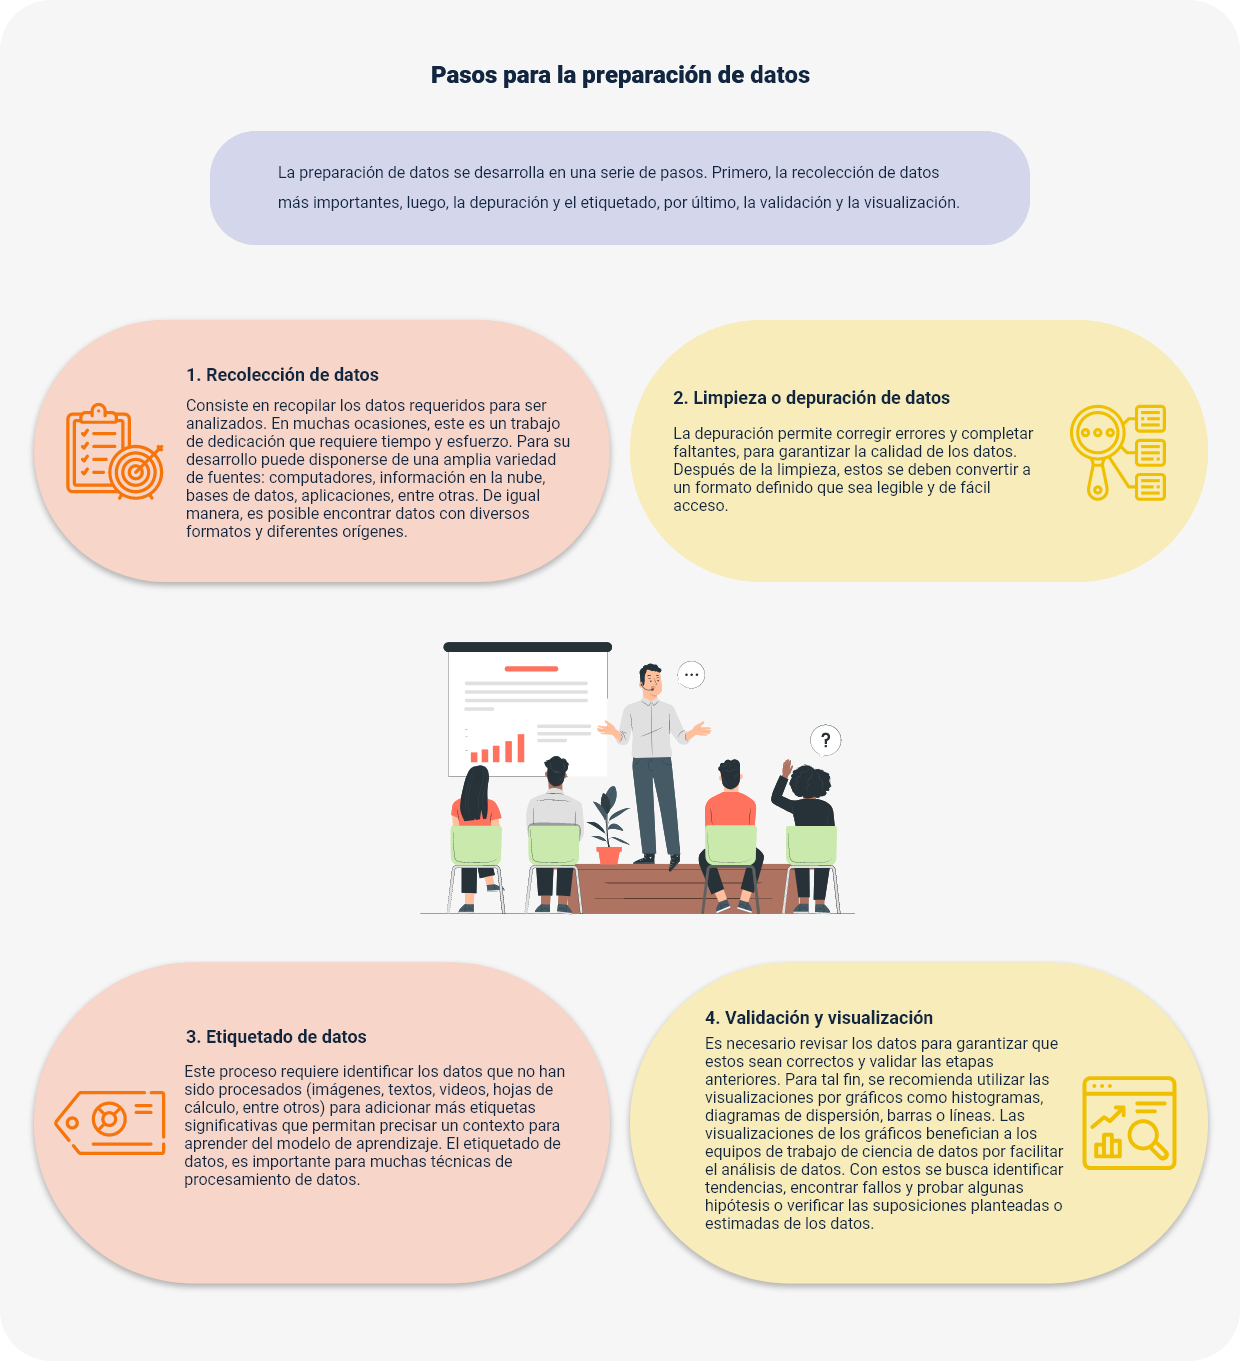 Pasos para la preparación de datos
La preparación de datos se desarrolla en una serie de pasos. Primero, la recolección de datos
más importantes, luego, la depuración y el etiquetado, por último, la validación y la visualización.
1. Recolección de datos
Consiste en recopilar los datos requeridos para ser
analizados. En muchas ocasiones, este es un trabajo
de dedicación que requiere tiempo y esfuerzo. Para su
desarrollo puede disponerse de una amplia variedad
de fuentes: computadores, información en la nube,
bases de datos, aplicaciones, entre otras. De igual
manera, es posible encontrar datos con diversos
formatos y diferentes orígenes.
2. Limpieza o depuración de datos
La depuración permite corregir errores y completar
faltantes, para garantizar la calidad de los datos.
Después de la limpieza, estos se deben convertir a
un formato definido que sea legible y de fácil
acceso.
?
3. Etiquetado de datos
Este proceso requiere identificar los datos que no han
sido procesados (imágenes, textos, videos, hojas de
cálculo, entre otros) para adicionar más etiquetas
significativas que permitan precisar un contexto para
aprender del modelo de aprendizaje. El etiquetado de
datos, es importante para muchas técnicas de
procesamiento de datos.
4. Validación y visualización
Es necesario revisar los datos para garantizar que
estos sean correctos y validar las etapas
anteriores. Para tal fin, se recomienda utilizar las
visualizaciones por gráficos como histogramas,
diagramas de dispersión, barras o líneas. Las
visualizaciones de los gráficos benefician a los
equipos de trabajo de ciencia de datos por facilitar
el análisis de datos. Con estos se busca identificar
tendencias, encontrar fallos y probar algunas
hipótesis o verificar las suposiciones planteadas o
estimadas de los datos.